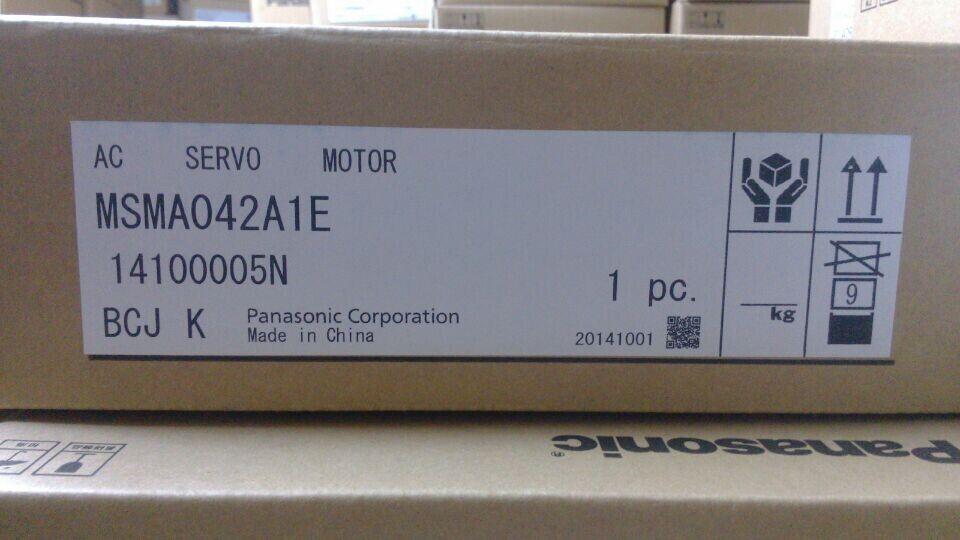 AC SERVO MOTOR
MSMA042A1E
14100005N
1 pc.
BCJ K
Panasonic Corporation
Made in China
20141001
kg
9
Panasonic